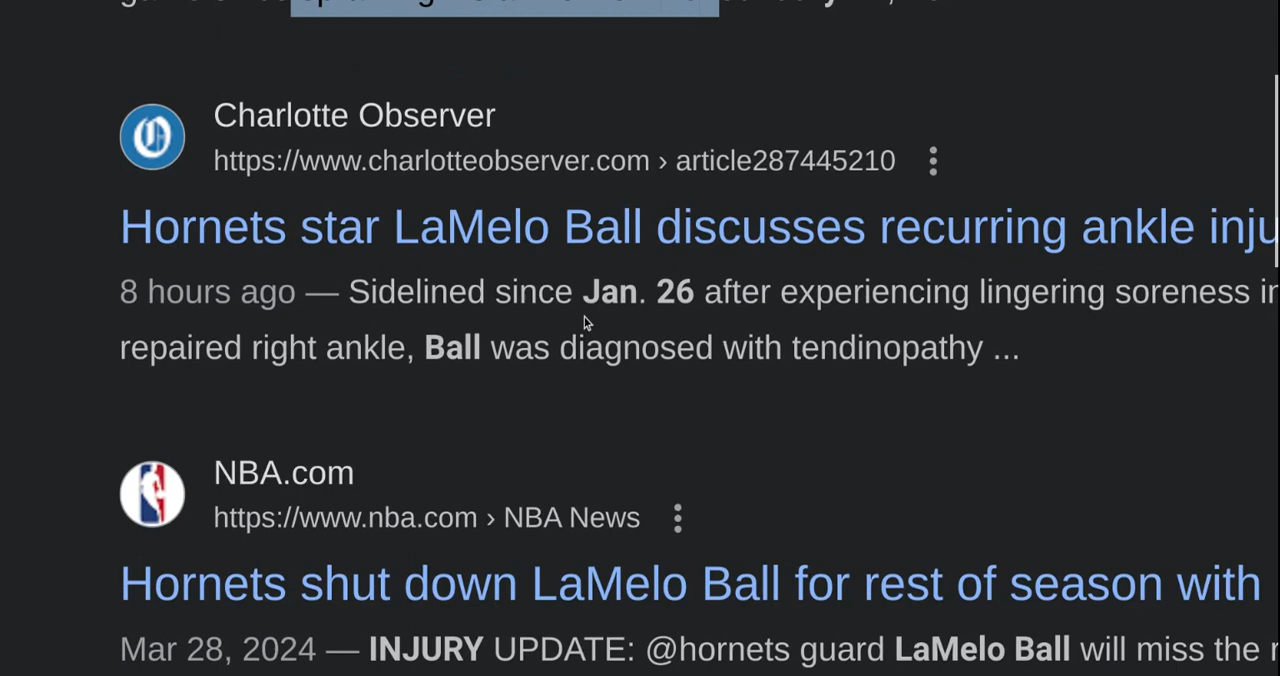 Charlotte Observer
https://www.charlotteobserver.com › article287445210
Hornets star LaMelo Ball discusses recurring ankle inju
8 hours ago — Sidelined since Jan. 26 after experiencing lingering soreness in
repaired right ankle, Ball was diagnosed with tendinopathy ...
NBA.com
https://www.nba.com › NBA News
Hornets shut down LaMelo Ball for rest of season with
Mar 28, 2024 — INJURY UPDATE: @hornets guard LaMelo Ball will miss the r